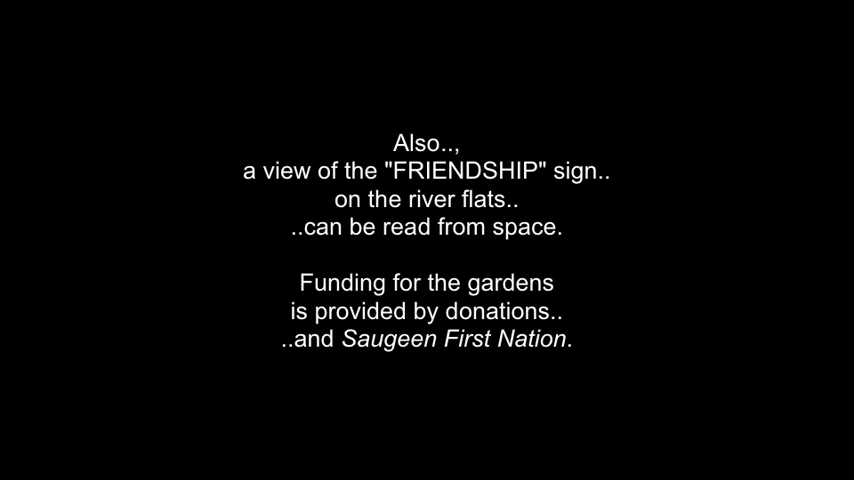 Also..,
a view of the "FRIENDSHIP" sign..
on the river flats..
..can be read from space.
Funding for the gardens
is provided by donations..
..and Saugeen First Nation.